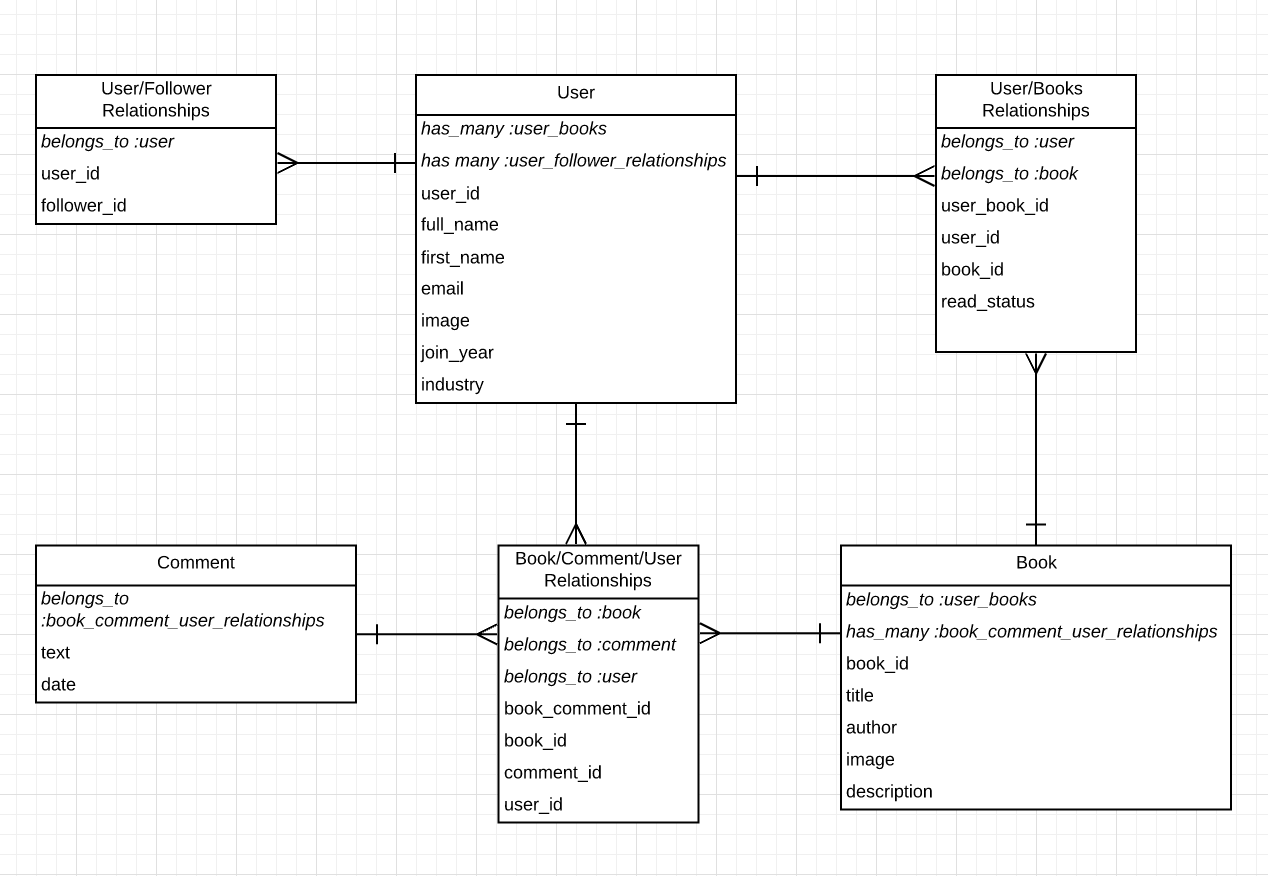 User/Follower
Relationships
belongs_to :user
user_id
follower_id
User
has_many :user_books
has many :user_follower_relationships
user_id
full_name
first_name
email
image
join_year
industry
User/Books
Relationships
belongs_to :user
belongs_to :book
user_book_id
user_id
book_id
read_status
Comment
belongs_to
:book_comment_user_relationships
text
date
Book/Comment/User
Relationships
belongs_to :book
belongs_to :comment
belongs_to :user
book_comment_id
book_id
comment_id
user_id
Book
belongs_to :user_books
has_many :book_comment_user_relationships
book_id
title
author
image
description